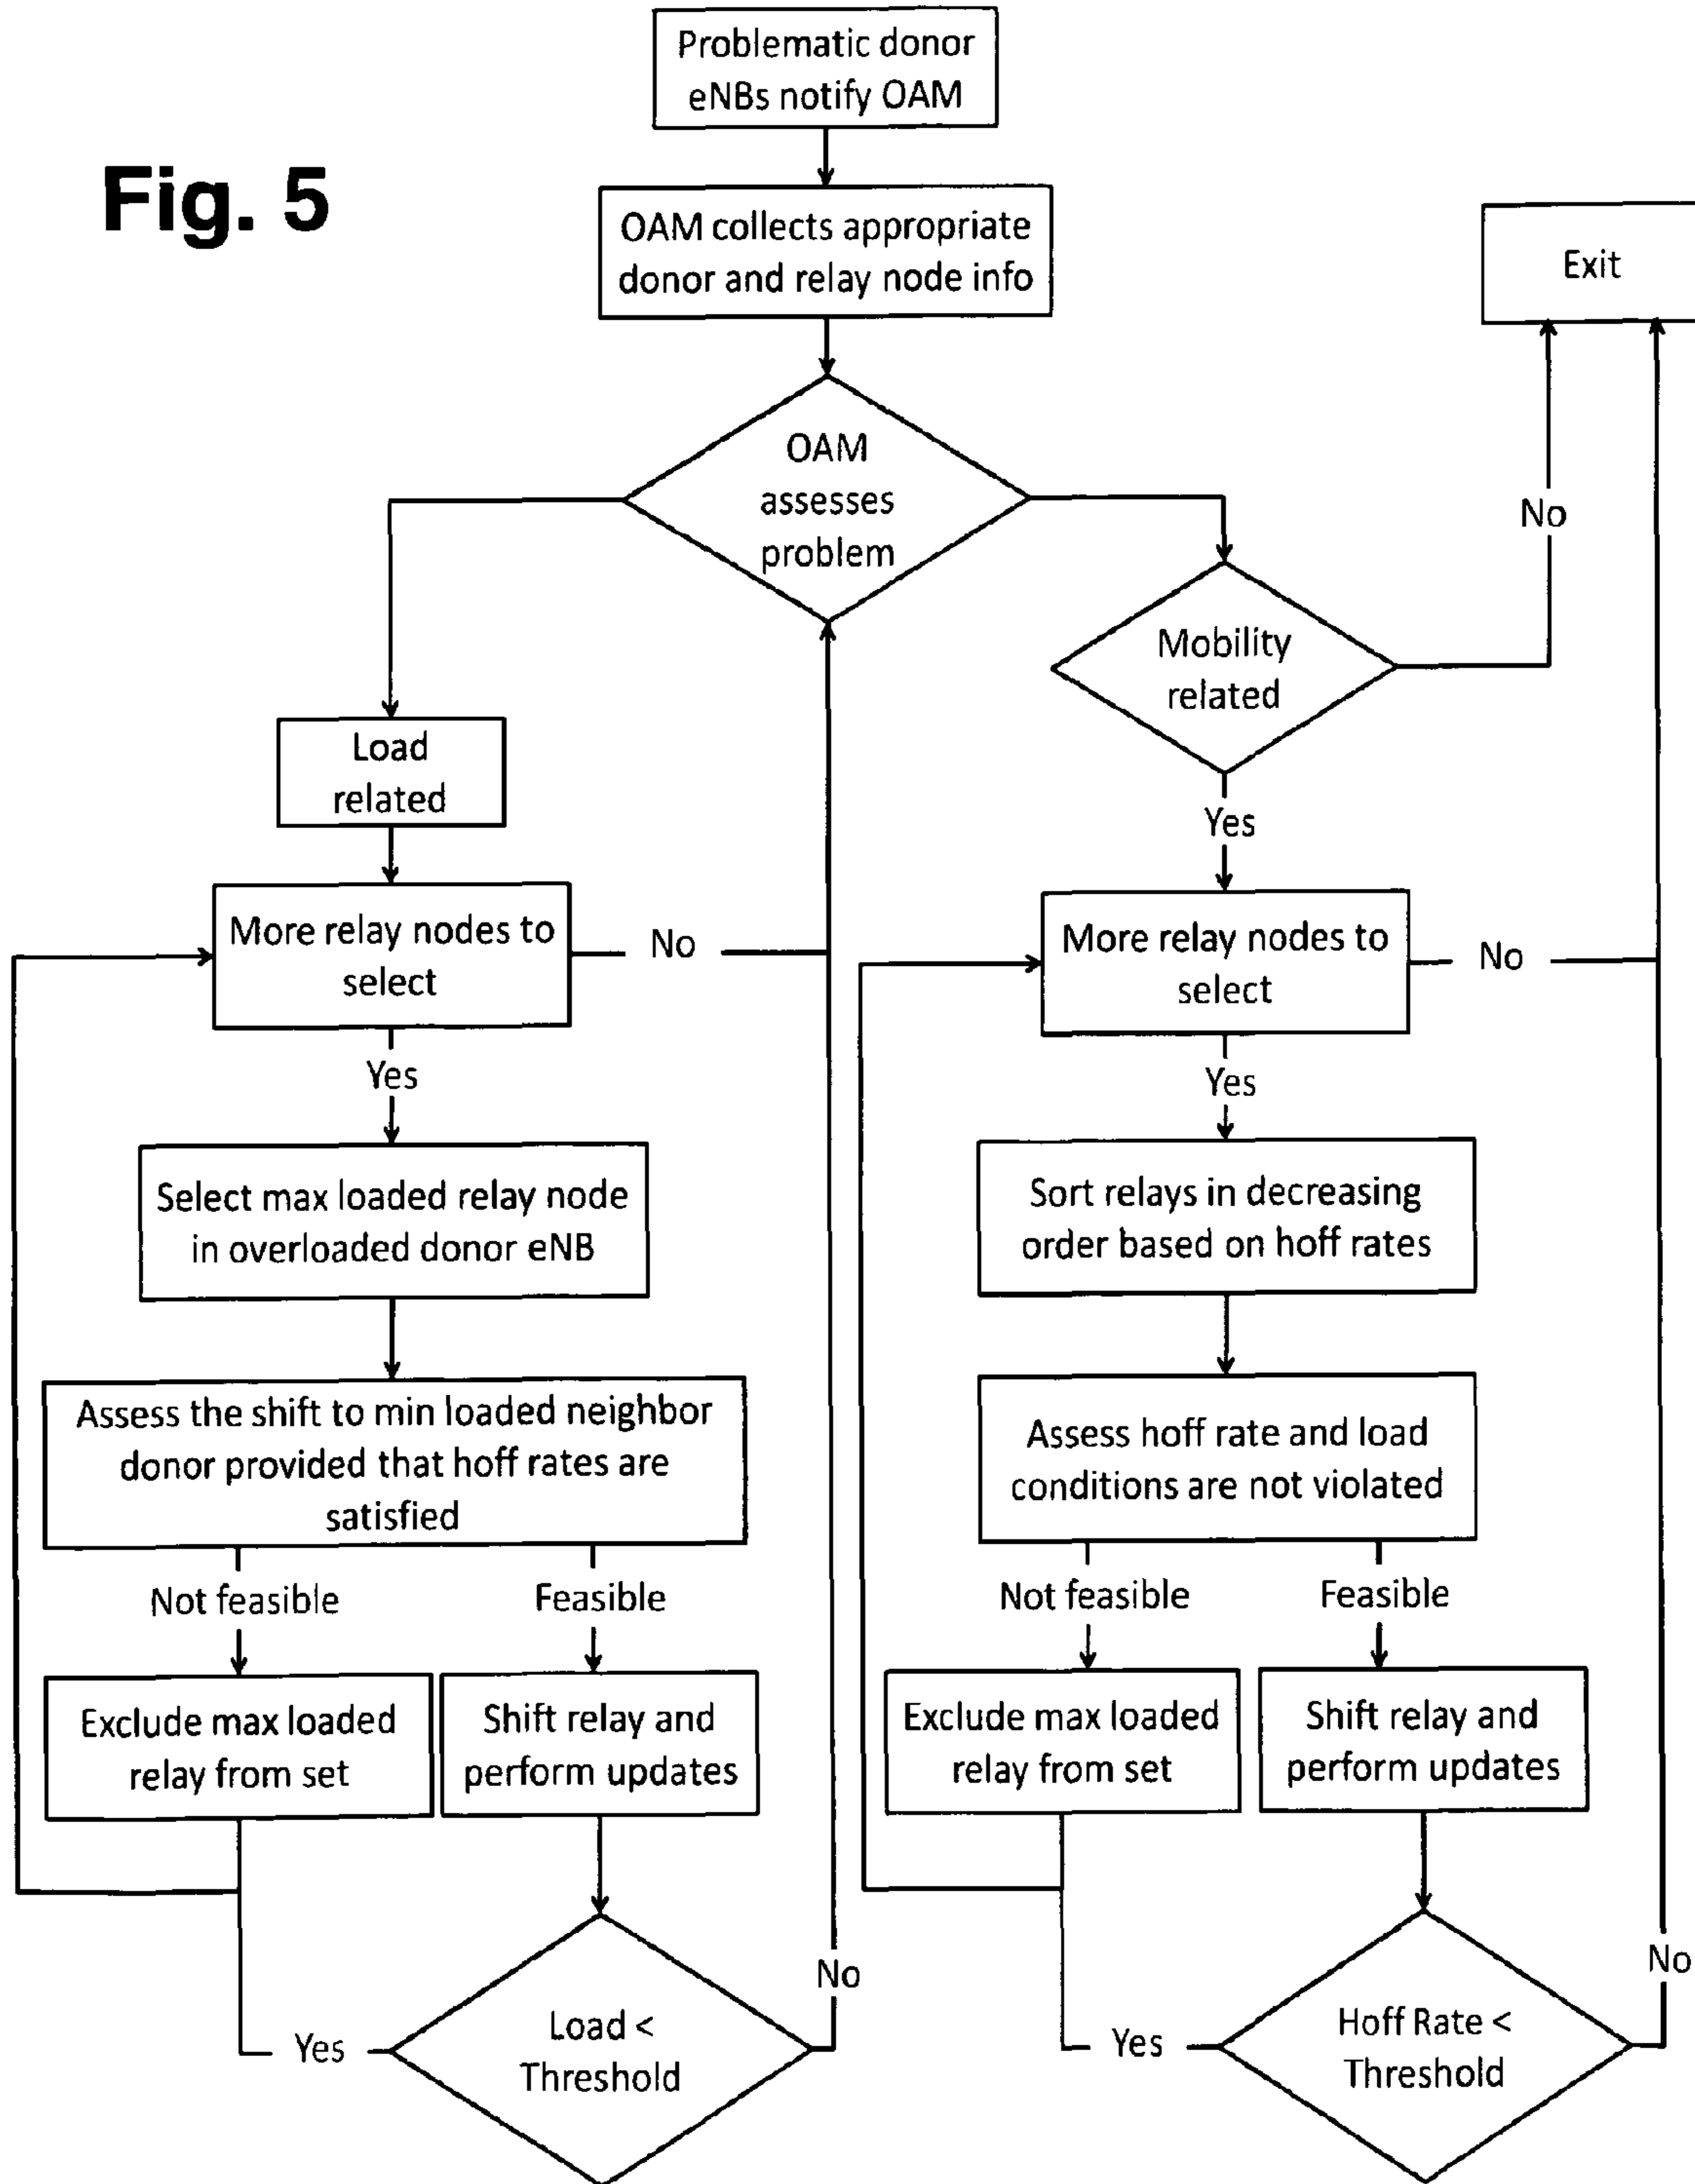 Fig. 5
Problematic donor
eNBs notify OAM
OAM collects appropriate
donor and relay node info
Exit
OAM
assesses
problem
No
Mobility
related
Load
related
Yes
More relay nodes to
select
No
More relay nodes to
select
No
Yes
Yes
Select max loaded relay node
in overloaded donor eNB
Sort relays in decreasing
order based on hoff rates
Assess the shift to min loaded neighbor
donor provided that hoff rates are
satisfied
Assess hoff rate and load
conditions are not violated
Not feasible
Feasible
Not feasible
Feasible
Exclude max loaded
relay from set
Shift relay and
perform updates
Exclude max loaded
relay from set
Shift relay and
perform updates
No
No
Yes
Load <
Threshold
Yes
Hoff Rate <
Threshold